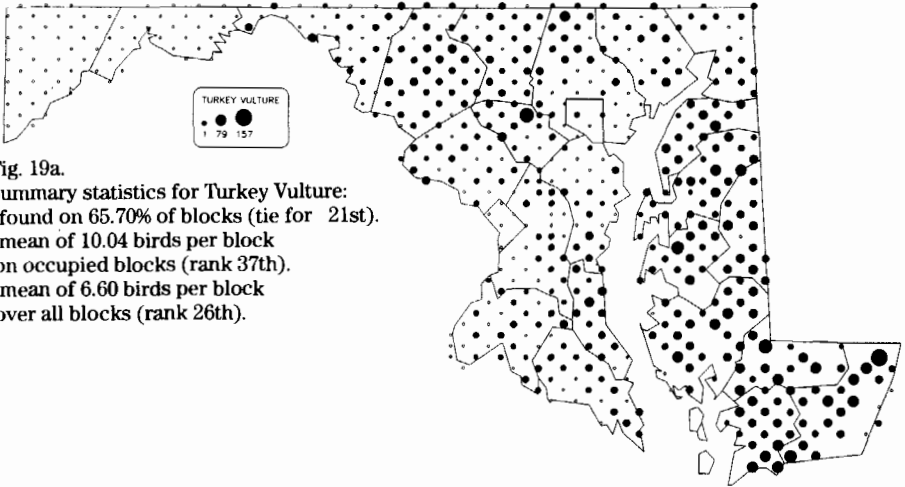 TURKEY VULTURE
1 79 157
ig. 19a.
ummary statistics for Turkey Vulture:
found on 65.70% of blocks (tie for 21st).
mean of 10.04 birds per block
on occupied blocks (rank 37th).
mean of 6.60 birds per block
over all blocks (rank 26th).